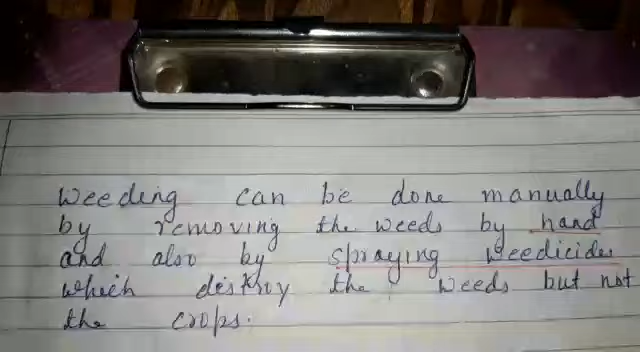 Weeding can be done manually
by removing the weeds by hand
and also by spraying weedicides
which distroy the weeds but not
the crops.